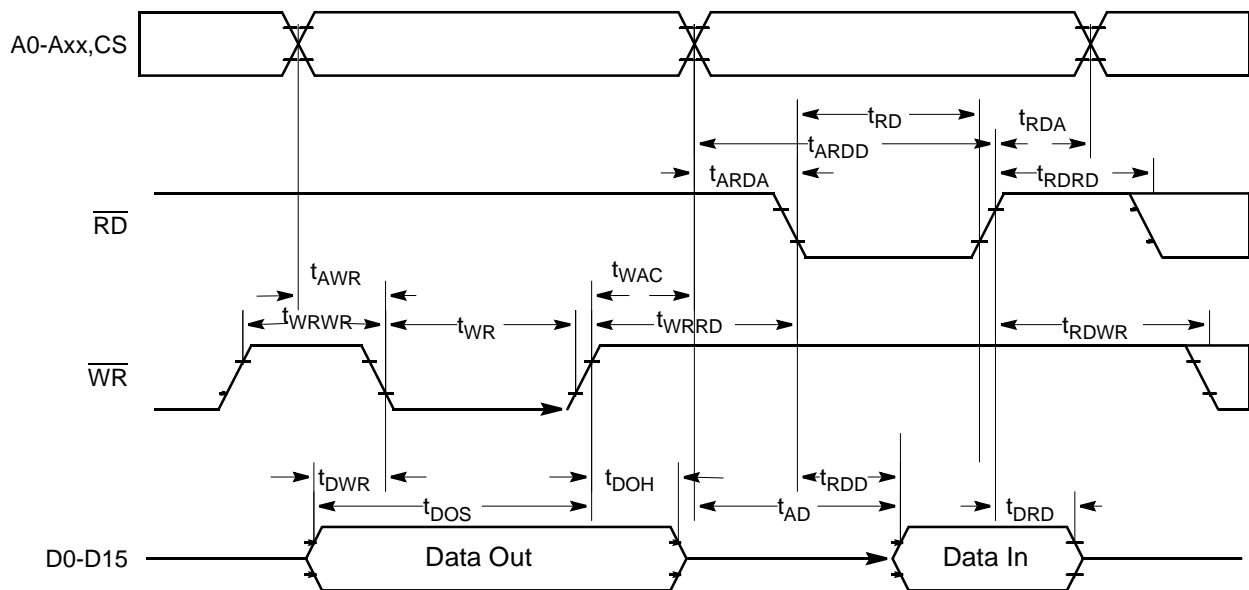 A0-Axx,CS
tRD
tRDA
tARDD
tARDA
tRDRD
RD
tAWR
tWAC
tWRWR
tWR
tWRRD
tRDWR
WR
tDWR
tDOH
tRDD
tDOS
tAD
tDRD
D0-D15
Data Out
Data In